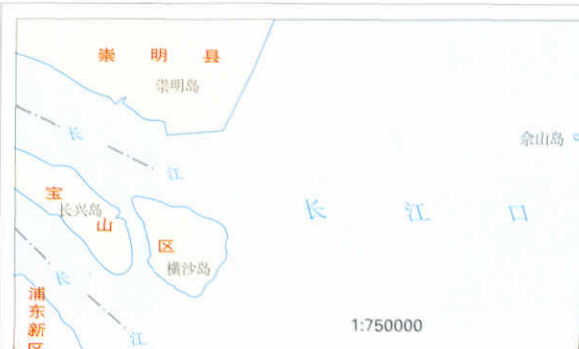 崇明县
崇明岛
佘山岛
长江
长江口
宝山区
长兴岛
横沙岛
长江
浦东新区
1:750000